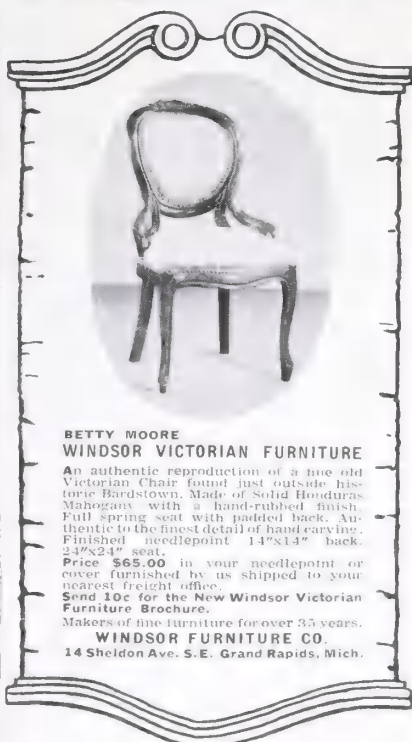 BETTY MOORE
WINDSOR VICTORIAN FURNITURE
An authentic reproduction of a fine old
Victorian Chair found just outside his-
toric Bardstown. Made of Solid Honduras
Mahogany with a hand-rubbed finish.
Full spring seat with padded back. Au-
thentic to the finest detail of hand carving.
Finished needlepoint 14"x14" back.
24"x24" seat.
Price $65.00 in your needlepoint or
cover furnished by us shipped to your
nearest freight office.
Send 10c for the New Windsor Victorian
Furniture Brochure.
Makers of fine furniture for over 35 years.
WINDSOR FURNITURE CO.
14 Sheldon Ave. S.E. Grand Rapids, Mich.